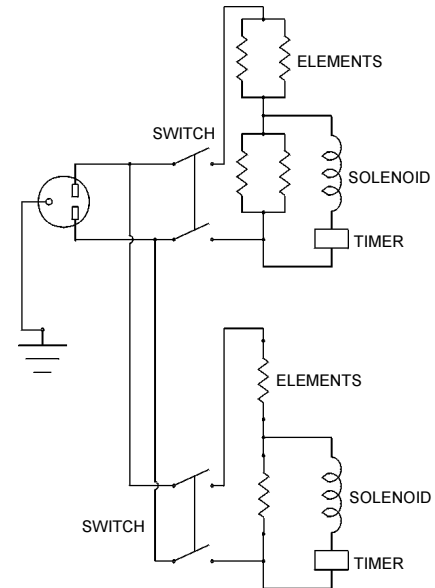 ELEMENTS
SWITCH
SOLENOID
TIMER
ELEMENTS
SOLENOID
SWITCH
TIMER